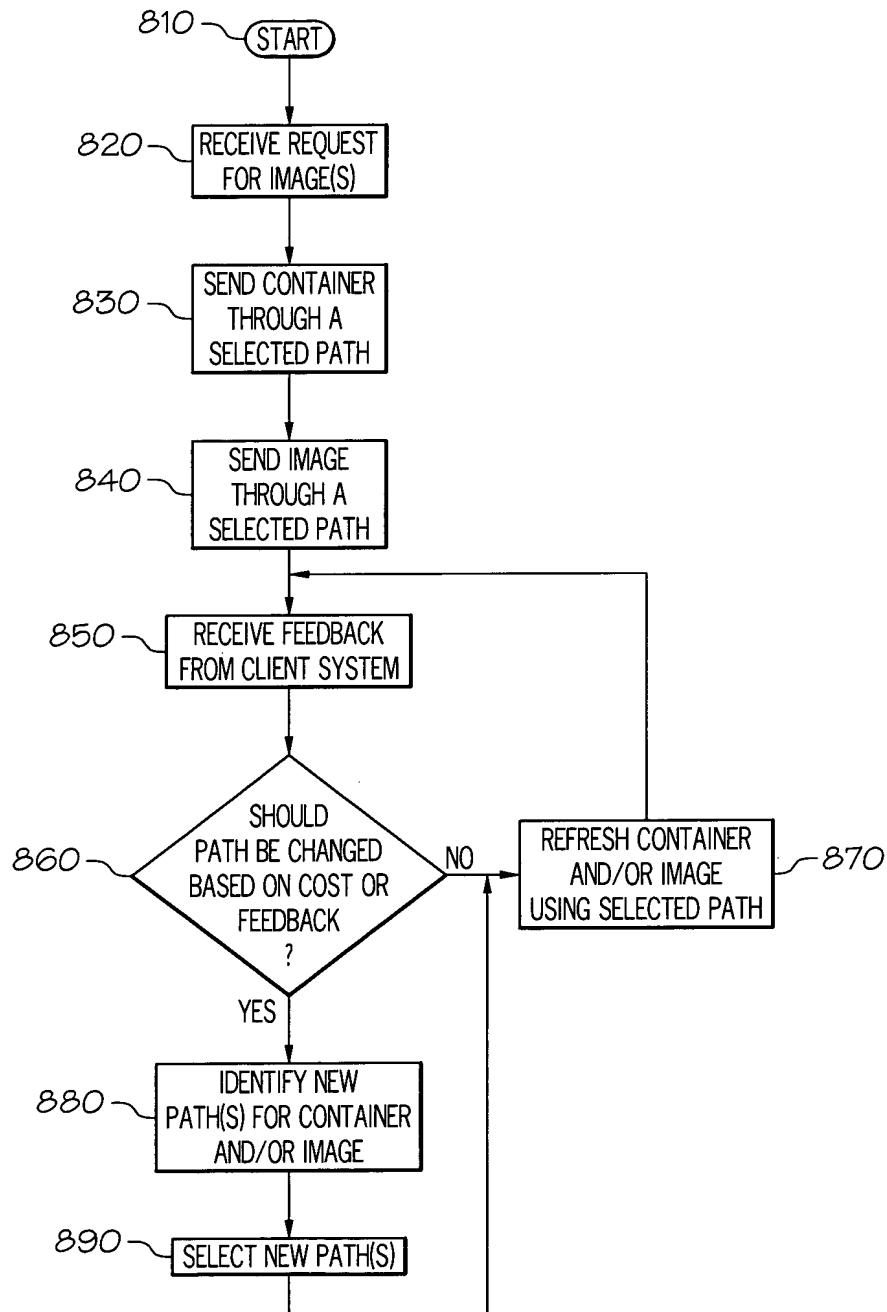 810
START
820
RECEIVE REQUEST
FOR IMAGE(S)
830
SEND CONTAINER
THROUGH A
SELECTED PATH
840
SEND IMAGE
THROUGH A
SELECTED PATH
850
RECEIVE FEEDBACK
FROM CLIENT SYSTEM
860
SHOULD
PATH BE CHANGED
BASED ON COST OR
FEEDBACK
?
NO
REFRESH CONTAINER
AND/OR IMAGE
USING SELECTED PATH
870
YES
880
IDENTIFY NEW
PATH(S) FOR CONTAINER
AND/OR IMAGE
890
SELECT NEW PATH(S)